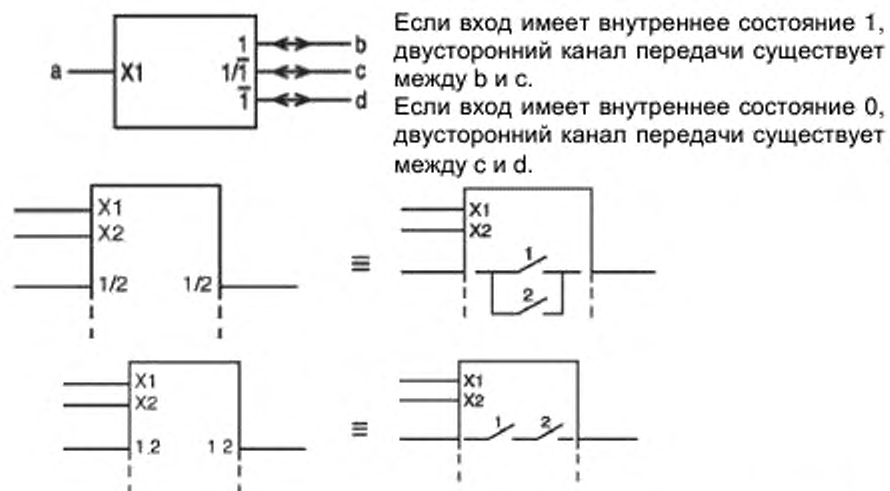 Если вход имеет внутреннее состояние 1,
двусторонний канал передачи существует
между b и c.
Если вход имеет внутреннее состояние 0,
двусторонний канал передачи существует
между c и d.
1 b
a X1 1/1̅ c
1̅ d
X1
X2
1/2 1/2
≡
X1
X2
1
2
X1
X2
1.2 1 2
≡
X1
X2
1 2